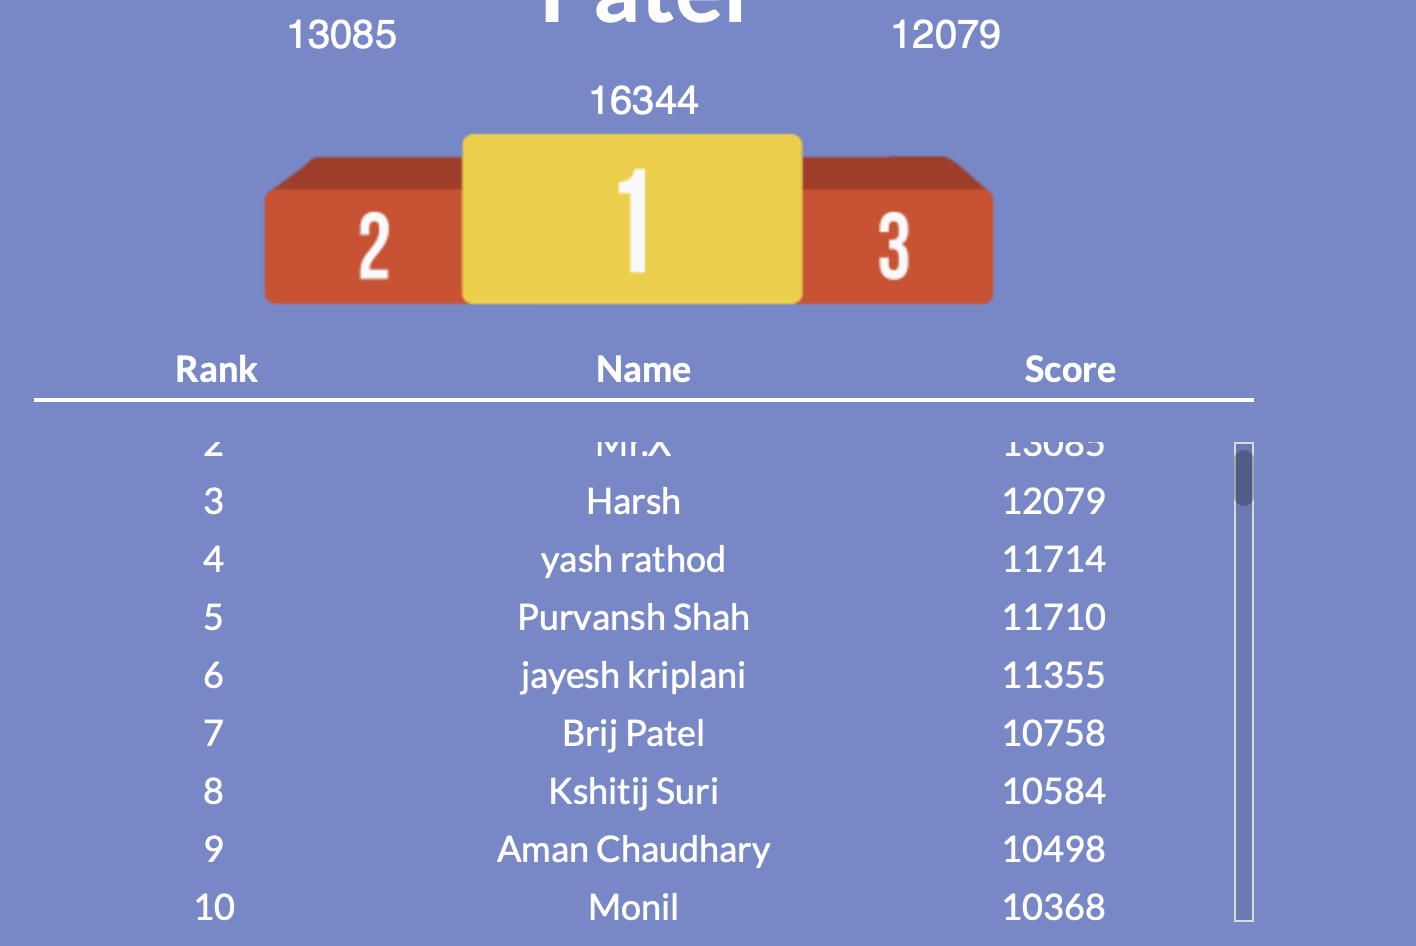 Patel
13085 12079
16344
2 1 3
Rank Name Score
2 Mr.X 13085
3 Harsh 12079
4 yash rathod 11714
5 Purvansh Shah 11710
6 jayesh kriplani 11355
7 Brij Patel 10758
8 Kshitij Suri 10584
9 Aman Chaudhary 10498
10 Monil 10368